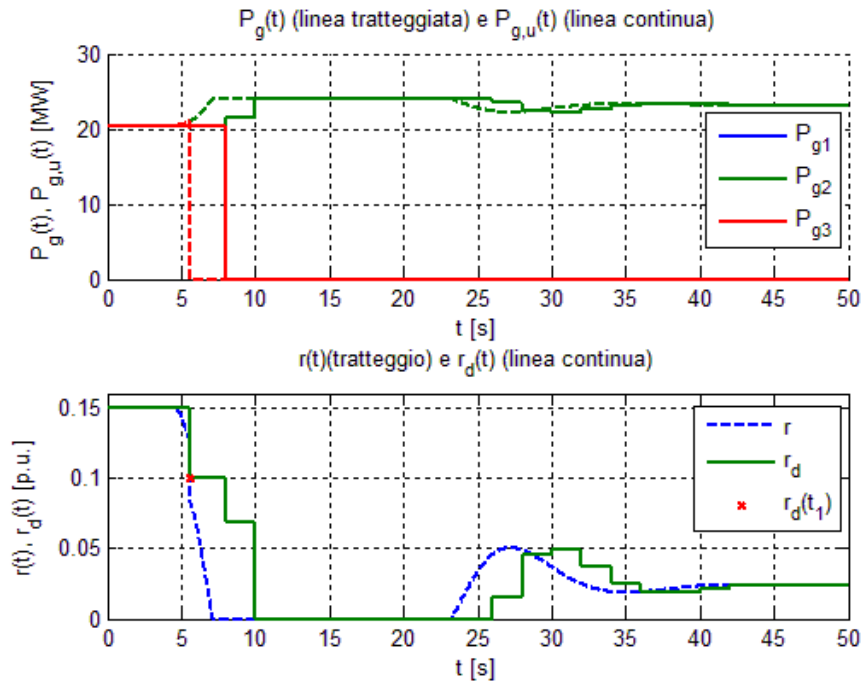 P_g(t) (linea tratteggiata) e P_g,u(t) (linea continua)
30
20
10
0
P_g(t), P_g,u(t) [MW]
P_g1
P_g2
P_g3
0 5 10 15 20 25 30 35 40 45 50
t [s]
r(t)(tratteggio) e r_d(t) (linea continua)
0.15
0.1
0.05
0
r(t), r_d(t) [p.u.]
r
r_d
r_d(t_1)
0 5 10 15 20 25 30 35 40 45 50
t [s]